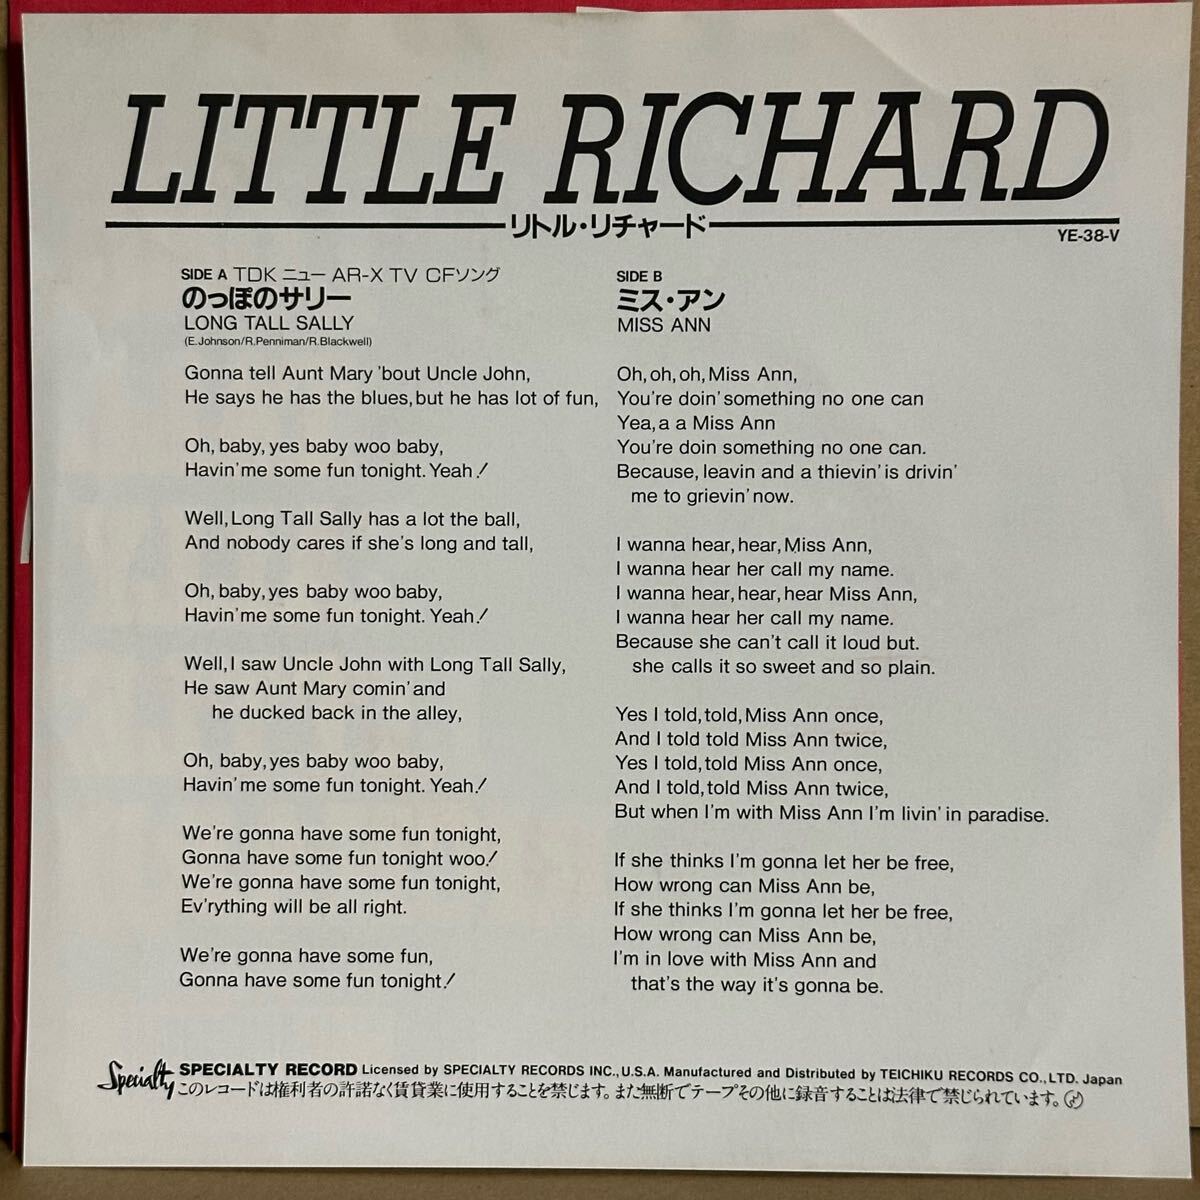 LITTLE RICHARD
リトル・リチャード
YE-38-V
SIDE A TDK ニュー AR-X TV CFソング
のっぽのサリー
LONG TALL SALLY
(E.Johnson/R.Penniman/R.Blackwell)
Gonna tell Aunt Mary 'bout Uncle John,
He says he has the blues, but he has lot of fun,
Oh, baby, yes baby woo baby,
Havin' me some fun tonight. Yeah!
Well, Long Tall Sally has a lot the ball,
And nobody cares if she's long and tall,
Oh, baby, yes baby woo baby,
Havin' me some fun tonight. Yeah!
Well, I saw Uncle John with Long Tall Sally,
He saw Aunt Mary comin' and
he ducked back in the alley,
Oh, baby, yes baby woo baby,
Havin' me some fun tonight. Yeah!
We're gonna have some fun tonight,
Gonna have some fun tonight woo!
We're gonna have some fun tonight,
Ev'rything will be all right.
We're gonna have some fun,
Gonna have some fun tonight!
SIDE B
ミス・アン
MISS ANN
Oh, oh, oh, Miss Ann,
You're doin' something no one can
Yea, a a Miss Ann
You're doin something no one can.
Because, leavin and a thievin' is drivin'
me to grievin' now.
I wanna hear, hear, Miss Ann,
I wanna hear her call my name.
I wanna hear, hear, hear Miss Ann,
I wanna hear her call my name.
Because she can't call it loud but.
she calls it so sweet and so plain.
Yes I told, told, Miss Ann once,
And I told told Miss Ann twice,
Yes I told, told Miss Ann once,
And I told, told Miss Ann twice,
But when I'm with Miss Ann I'm livin' in paradise.
If she thinks I'm gonna let her be free,
How wrong can Miss Ann be,
If she thinks I'm gonna let her be free,
How wrong can Miss Ann be,
I'm in love with Miss Ann and
that's the way it's gonna be.
Specialty SPECIALTY RECORD Licensed by SPECIALTY RECORDS INC., U.S.A. Manufactured and Distributed by TEICHIKU RECORDS CO., LTD. Japan
このレコードは権利者の許諾なく賃貸業に使用することを禁じます。また無断でテープその他に録音することは法律で禁じられています。